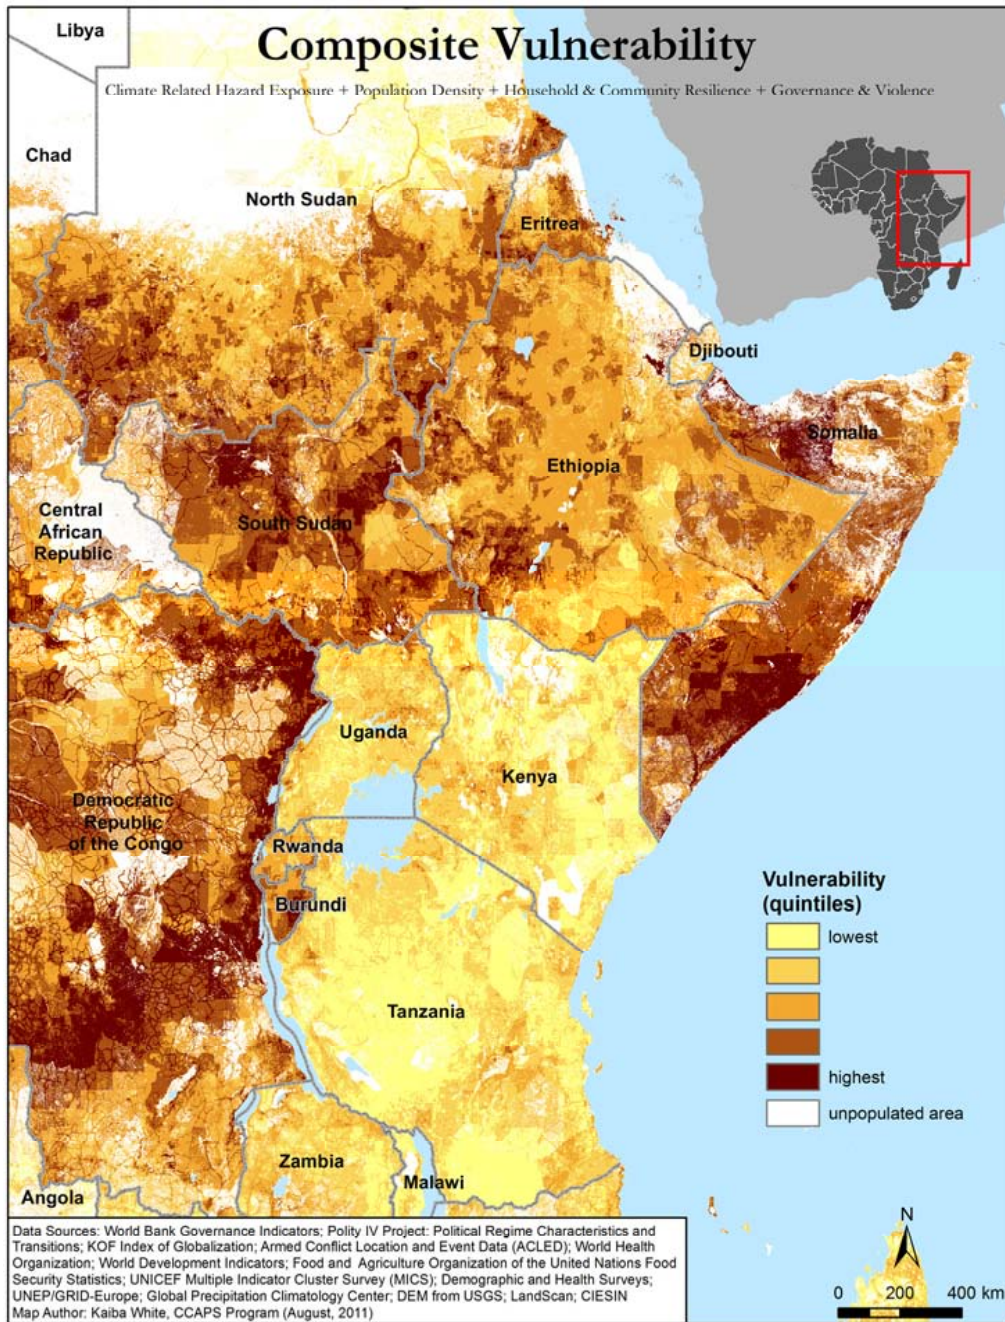 Composite Vulnerability
Climate Related Hazard Exposure + Population Density + Household & Community Resilience + Governance & Violence
Libya
Chad
North Sudan
Eritrea
Djibouti
Somalia
Ethiopia
Central
African
Republic
South Sudan
Uganda
Kenya
Democratic
Republic
of the Congo
Rwanda
Burundi
Tanzania
Zambia
Malawi
Angola
Vulnerability
(quintiles)
lowest
highest
unpopulated area
N
0 200 400 km
Data Sources: World Bank Governance Indicators; Polity IV Project: Political Regime Characteristics and
Transitions; KOF Index of Globalization; Armed Conflict Location and Event Data (ACLED); World Health
Organization; World Development Indicators; Food and Agriculture Organization of the United Nations Food
Security Statistics; UNICEF Multiple Indicator Cluster Survey (MICS); Demographic and Health Surveys;
UNEP/GRID-Europe; Global Precipitation Climatology Center; DEM from USGS; LandScan; CIESIN
Map Author: Kaiba White, CCAPS Program (August, 2011)